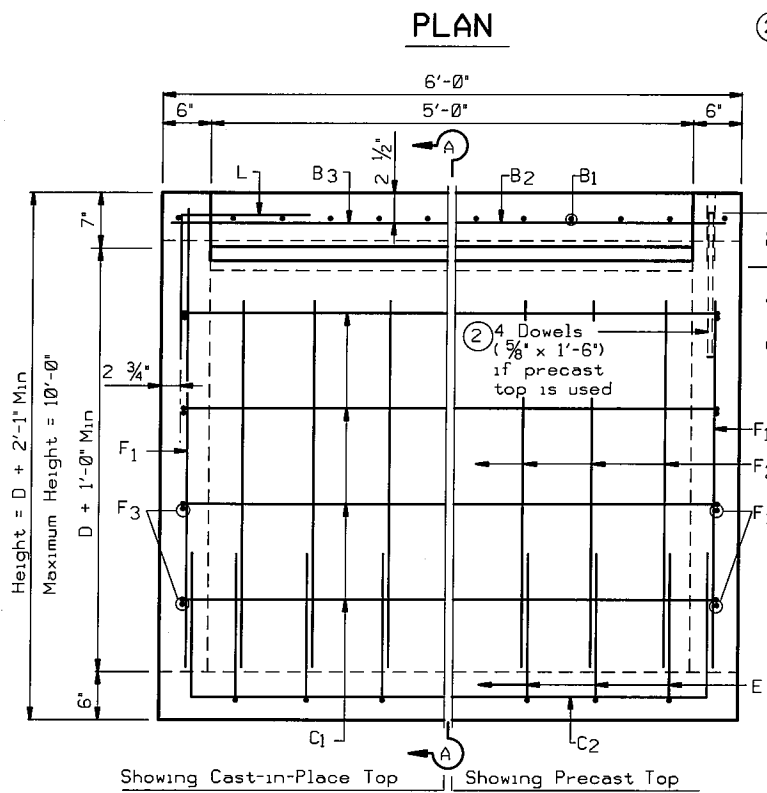 PLAN
6'-0"
6"
5'-0"
6"
A
2 ½"
L
B3
B2
B1
7"
2 4 Dowels
(⅝" x 1'-6")
if precast
top is used
2 ¾"
Height = D + 2'-1" Min
Maximum Height = 10'-0"
D + 1'-0" Min
F1
F1
F2
F3
6"
E
C1
C2
A
Showing Cast-in-Place Top
Showing Precast Top